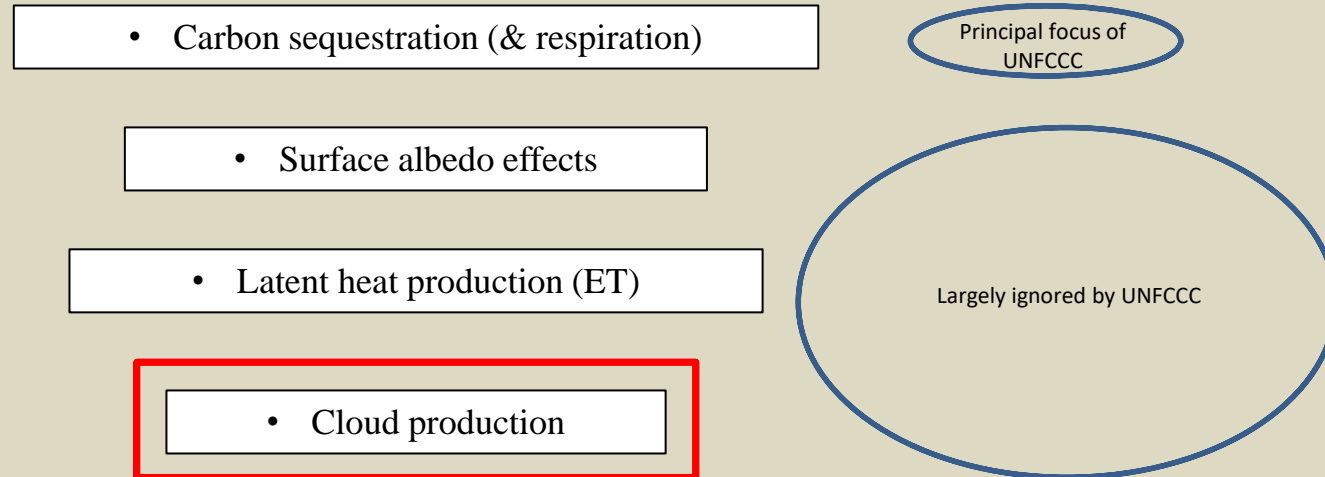 • Carbon sequestration (& respiration)
Principal focus of
UNFCCC
• Surface albedo effects
• Latent heat production (ET)
Largely ignored by UNFCCC
• Cloud production